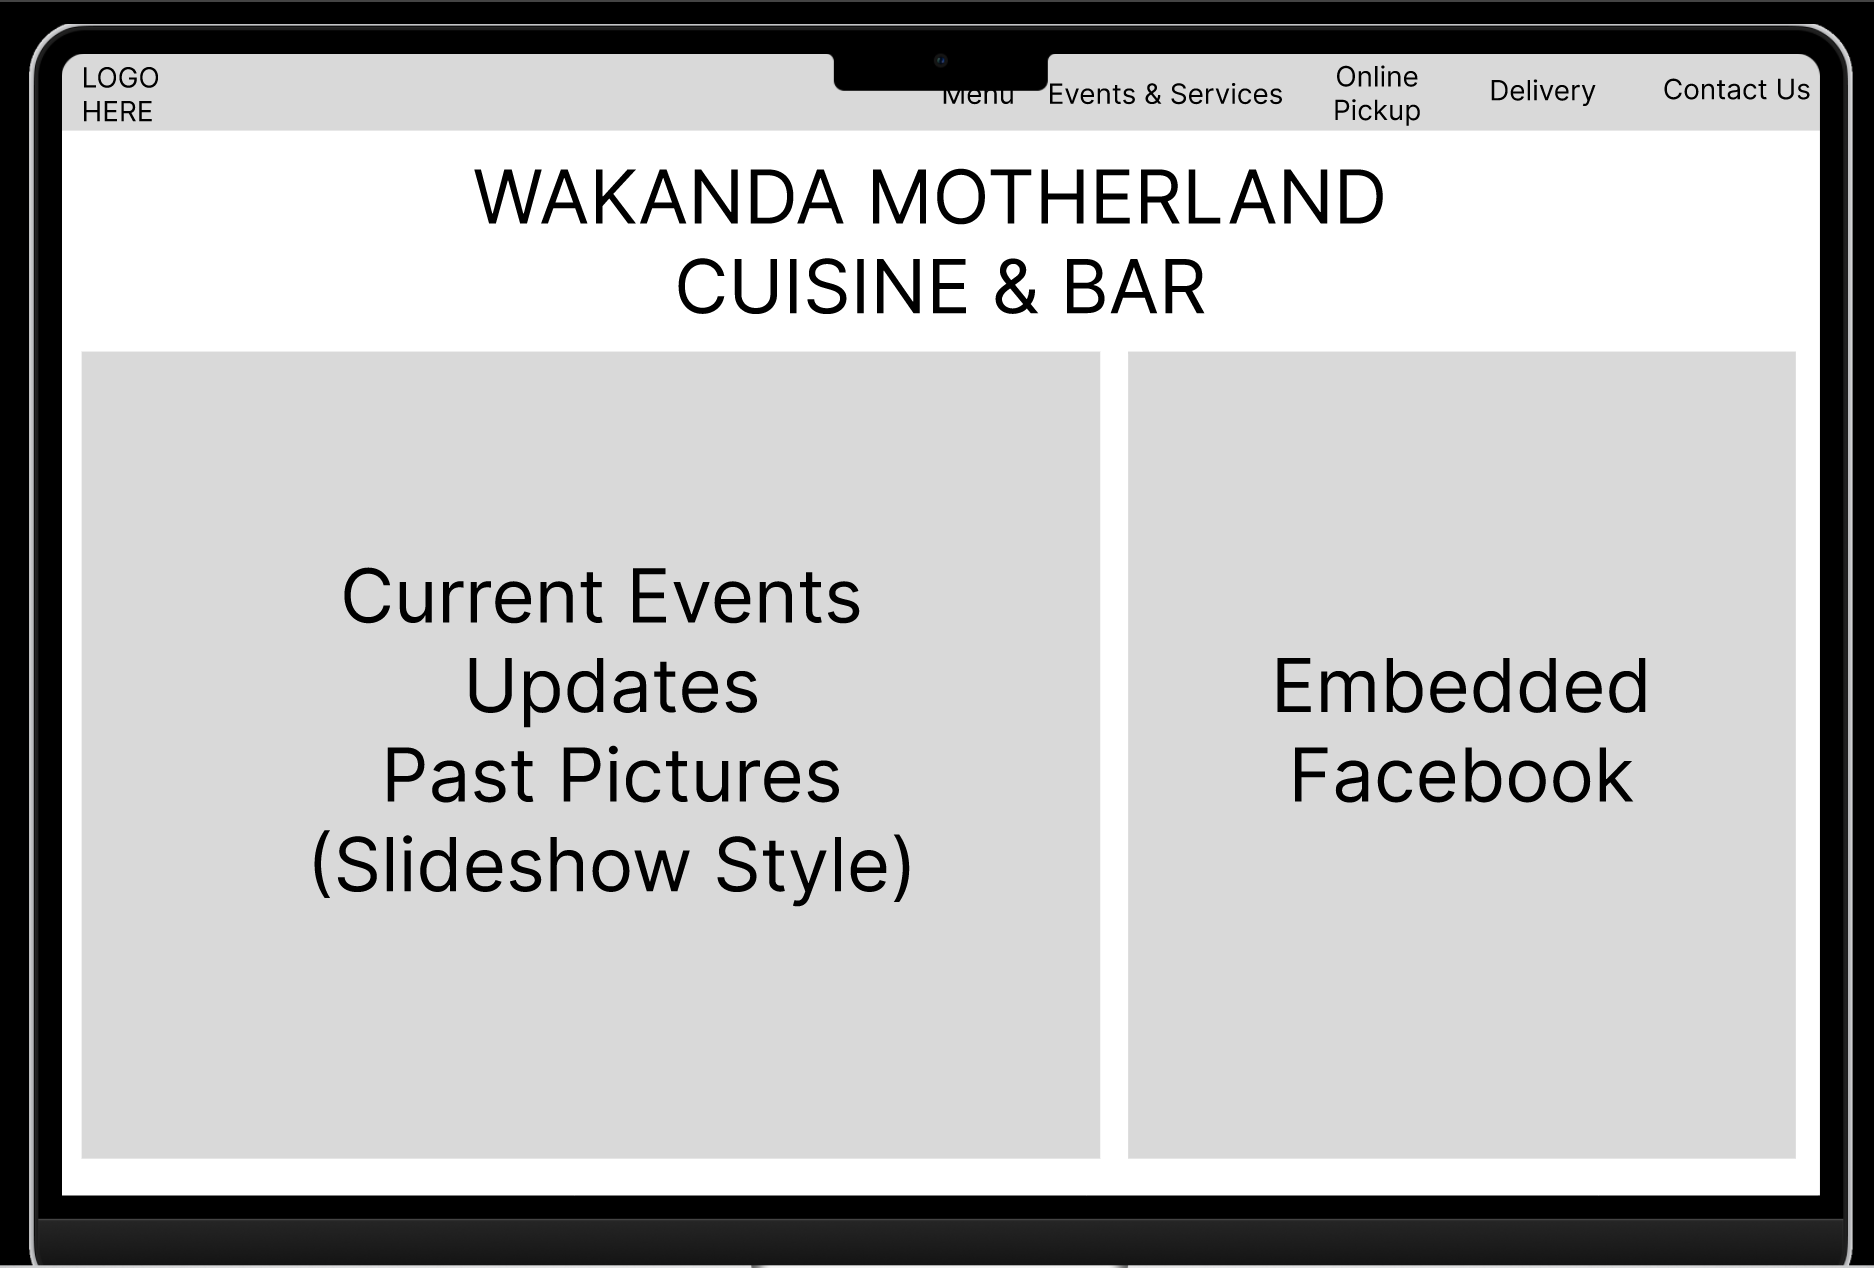 LOGO
HERE
Menu
Events & Services
Online
Pickup
Delivery
Contact Us
WAKANDA MOTHERLAND
CUISINE & BAR
Current Events
Updates
Past Pictures
(Slideshow Style)
Embedded
Facebook